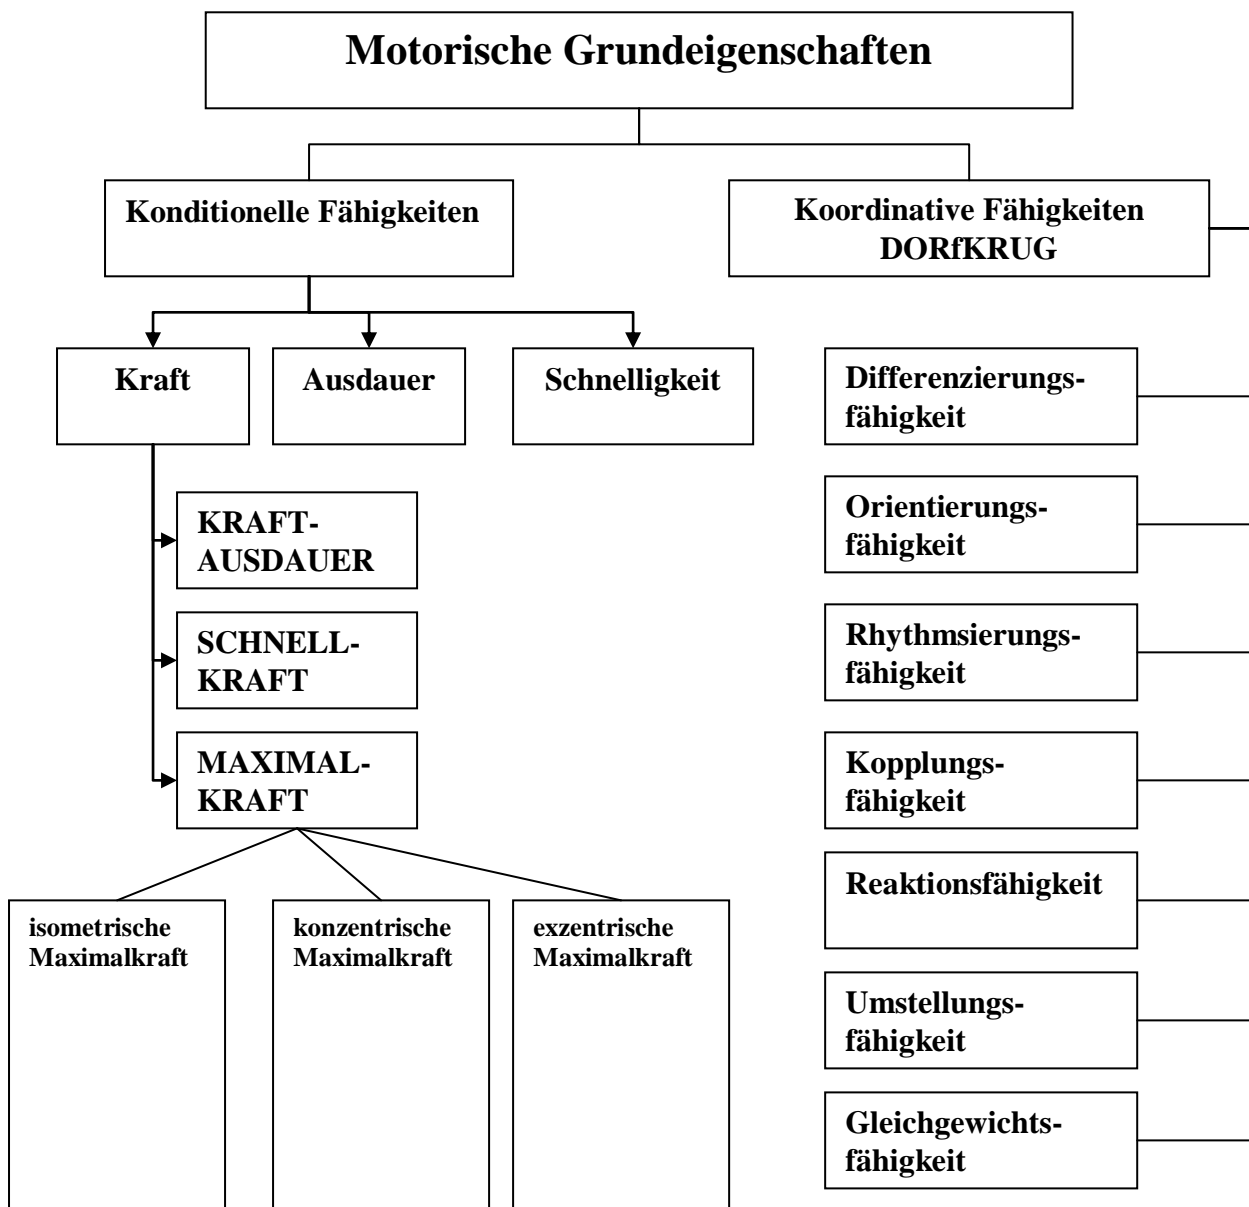 Motorische Grundeigenschaften
Konditionelle Fähigkeiten
Koordinative Fähigkeiten
DORfKRUG
Kraft
Ausdauer
Schnelligkeit
KRAFT-
AUSDAUER
SCHNELL-
KRAFT
MAXIMAL-
KRAFT
isometrische
Maximalkraft
konzentrische
Maximalkraft
exzentrische
Maximalkraft
Differenzierungs-
fähigkeit
Orientierungs-
fähigkeit
Rhythmsierungs-
fähigkeit
Kopplungs-
fähigkeit
Reaktionsfähigkeit
Umstellungs-
fähigkeit
Gleichgewichts-
fähigkeit